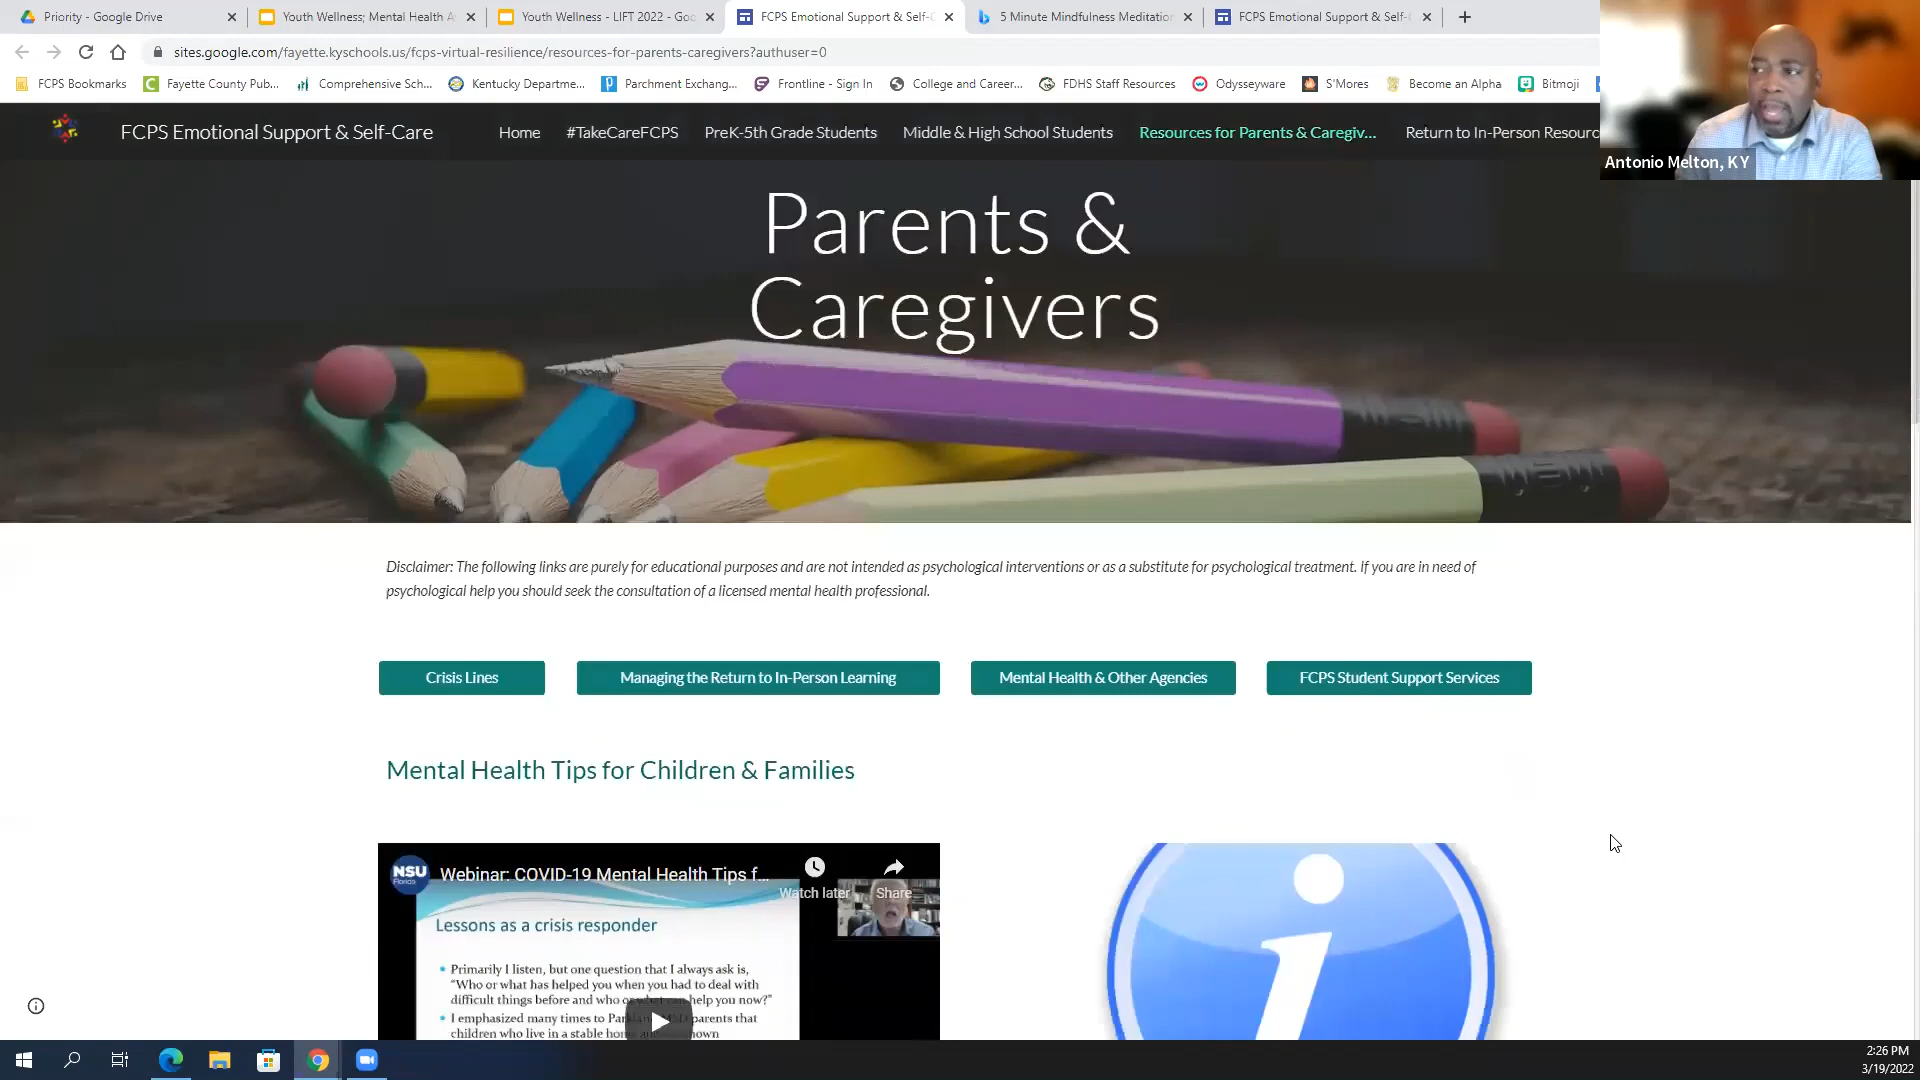 Priority - Google Drive
Youth Wellness; Mental Health A
Youth Wellness - LIFT 2022 - Goo
FCPS Emotional Support & Self-C
5 Minute Mindfulness Meditation
FCPS Emotional Support & Self-
sites.google.com/fayette.kyschools.us/fcps-virtual-resilience/resources-for-parents-caregivers?authuser=0
FCPS Bookmarks
Fayette County Pub...
Comprehensive Sch...
Kentucky Departme...
Parchment Exchang...
Frontline - Sign In
College and Career...
FDHS Staff Resources
Odysseyware
S'Mores
Become an Alpha
Bitmoji
FCPS Emotional Support & Self-Care
Home
#TakeCareFCPS
PreK-5th Grade Students
Middle & High School Students
Resources for Parents & Caregiv...
Return to In-Person Resourc
Antonio Melton, KY
Parents &
Caregivers
Disclaimer: The following links are purely for educational purposes and are not intended as psychological interventions or as a substitute for psychological treatment. If you are in need of
psychological help you should seek the consultation of a licensed mental health professional.
Crisis Lines
Managing the Return to In-Person Learning
Mental Health & Other Agencies
FCPS Student Support Services
Mental Health Tips for Children & Families
NSU
Florida
Webinar: COVID-19 Mental Health Tips f...
Watch later
Share
Lessons as a crisis responder
• Primarily I listen, but one question that I always ask is,
"Who or what has helped you when you had to deal with
difficult things before and who or what can help you now?"
• I emphasized many times to parents that
children who live in a stable
2:26 PM
3/19/2022